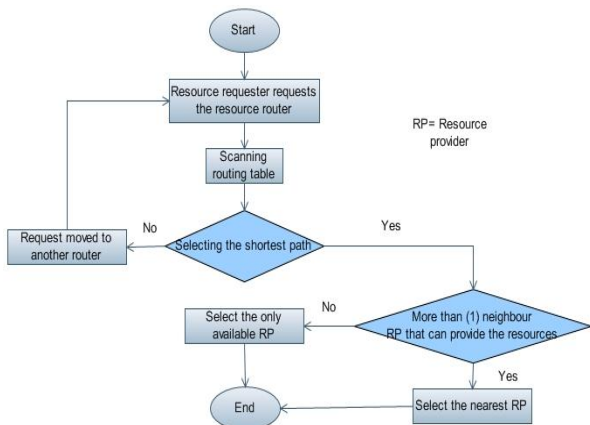 Start
Resource requester requests
the resource router
RP= Resource
provider
Scanning
routing table
No
Selecting the shortest path
Yes
Request moved to
another router
Select the only
available RP
No
More than (1) neighbour
RP that can provide the resources
Yes
End
Select the nearest RP